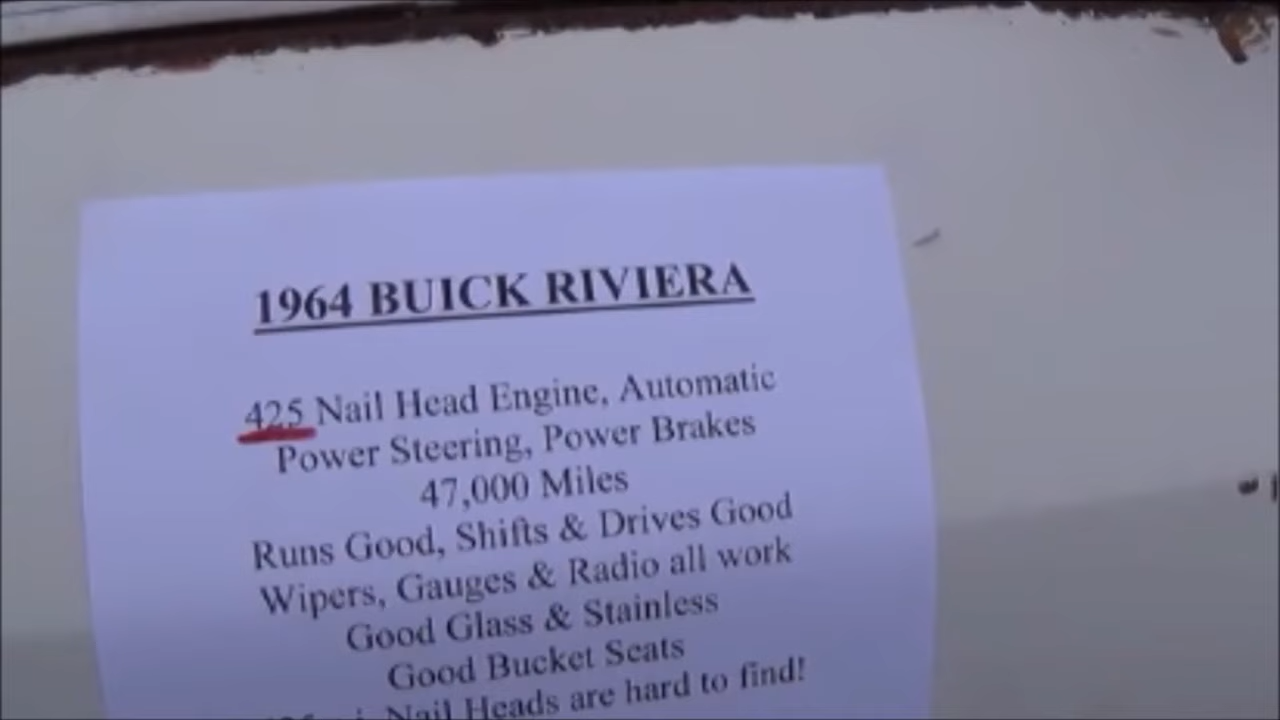 1964 BUICK RIVIERA
425 Nail Head Engine, Automatic
Power Steering, Power Brakes
47,000 Miles
Runs Good, Shifts & Drives Good
Wipers, Gauges & Radio all work
Good Glass & Stainless
Good Bucket Seats
Nail Heads are hard to find!